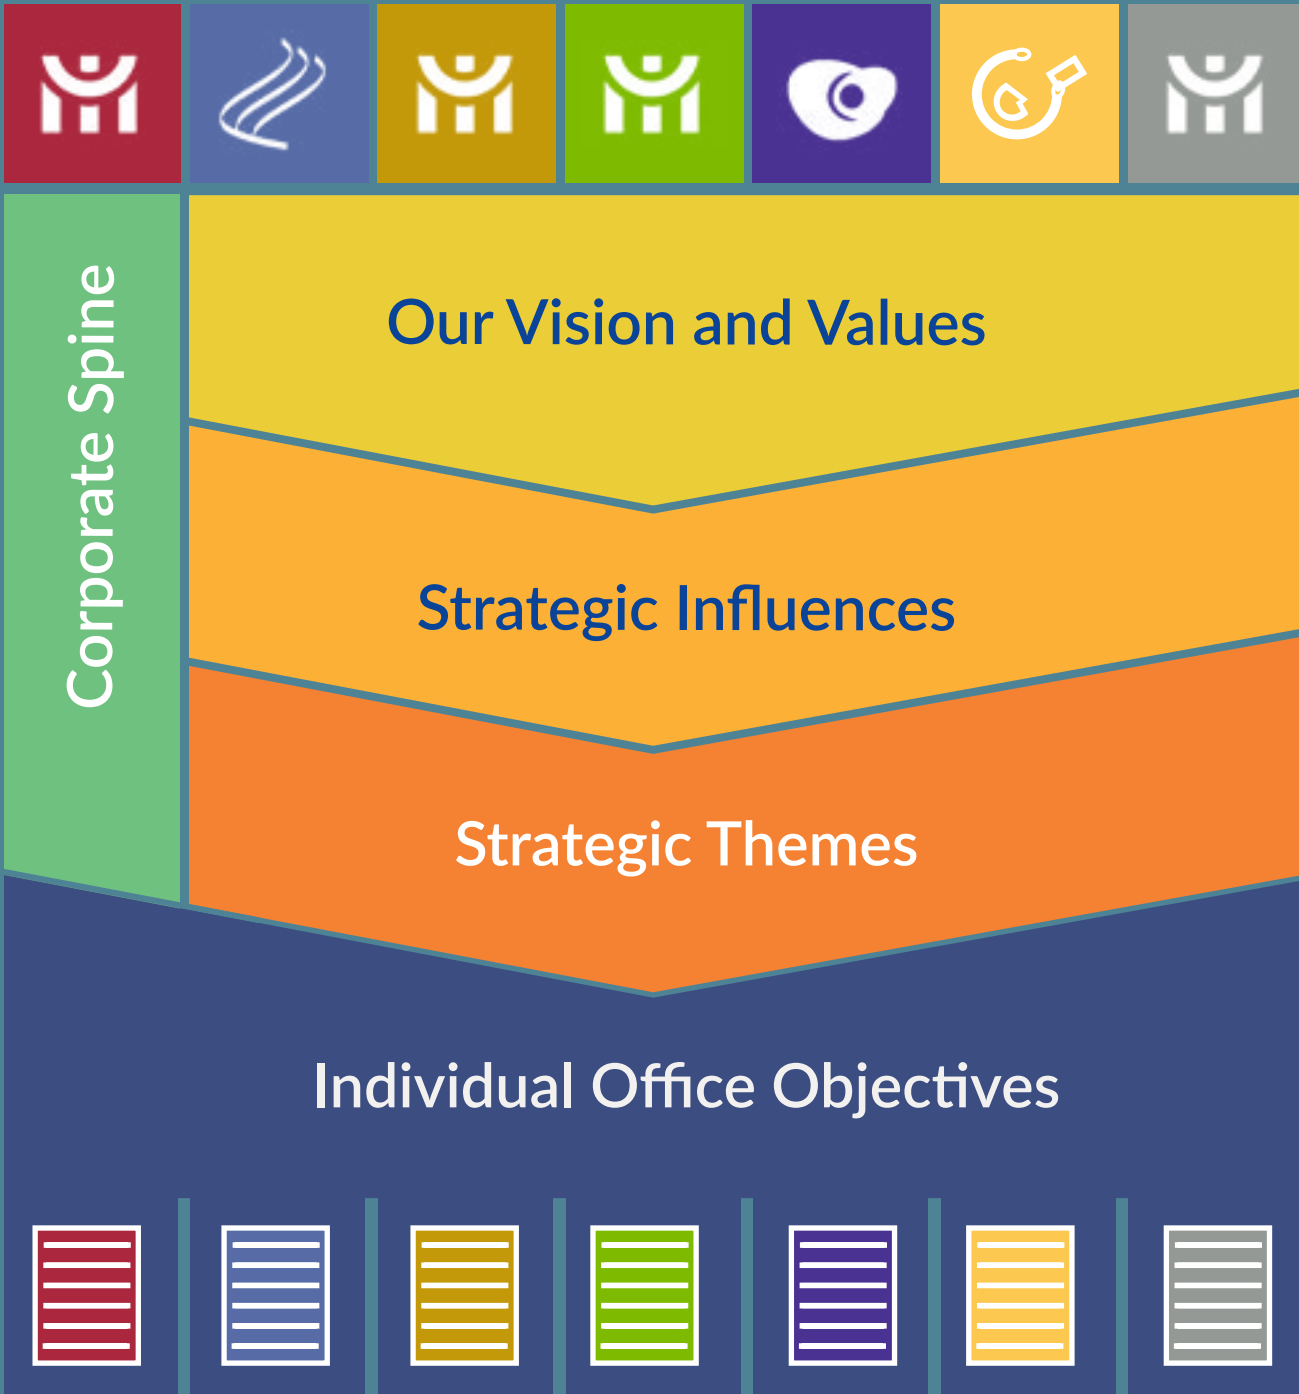 Corporate Spine
Our Vision and Values
Strategic Influences
Strategic Themes
Individual Office Objectives